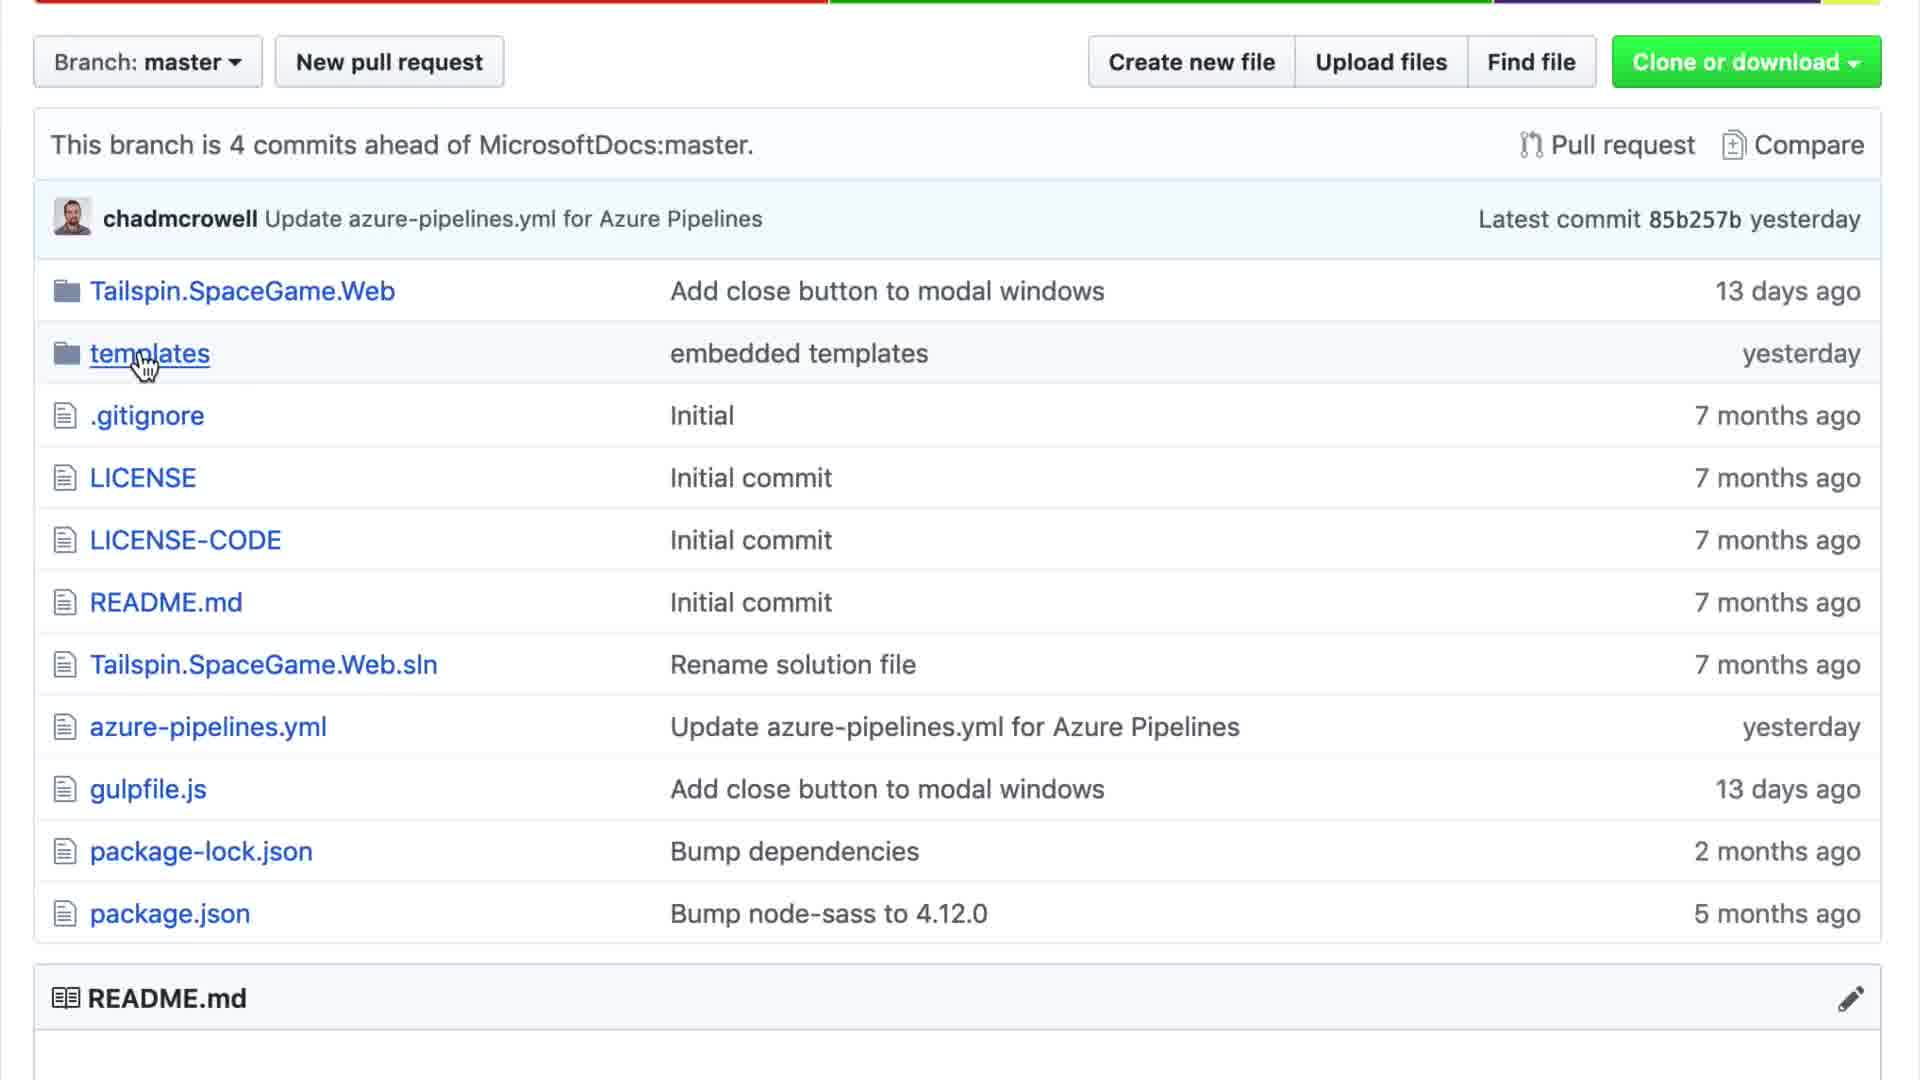 Branch: master New pull request Create new file Upload files Find file Clone or download
This branch is 4 commits ahead of MicrosoftDocs:master. Pull request Compare
chadmcrowell Update azure-pipelines.yml for Azure Pipelines Latest commit 85b257b yesterday
Tailspin.SpaceGame.Web Add close button to modal windows 13 days ago
templates embedded templates yesterday
.gitignore Initial 7 months ago
LICENSE Initial commit 7 months ago
LICENSE-CODE Initial commit 7 months ago
README.md Initial commit 7 months ago
Tailspin.SpaceGame.Web.sln Rename solution file 7 months ago
azure-pipelines.yml Update azure-pipelines.yml for Azure Pipelines yesterday
gulpfile.js Add close button to modal windows 13 days ago
package-lock.json Bump dependencies 2 months ago
package.json Bump node-sass to 4.12.0 5 months ago
README.md